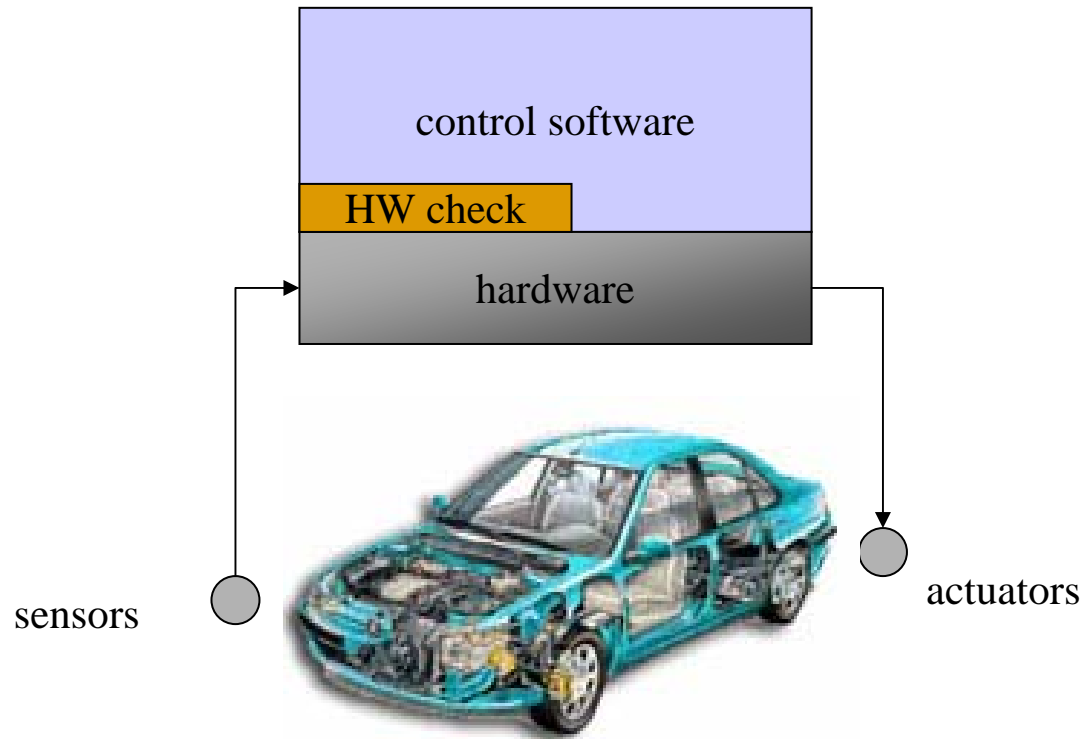 control software
HW check
hardware
sensors
actuators